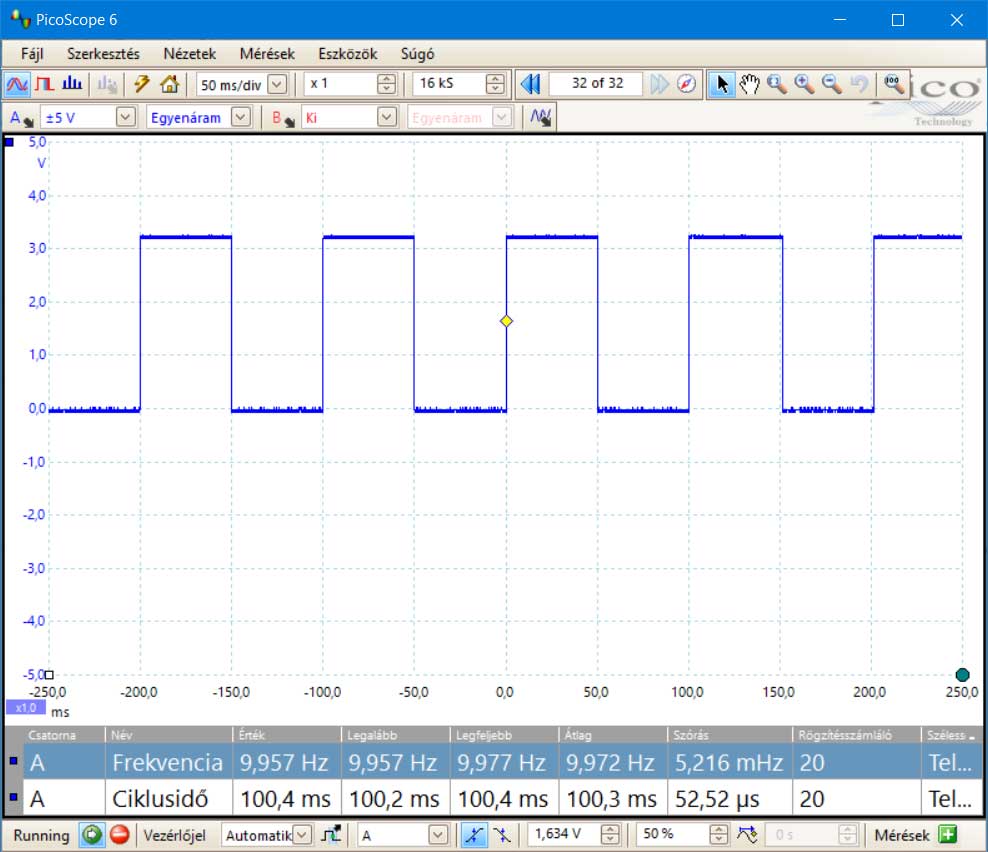 PicoScope 6
Fájl Szerkesztés Nézetek Mérések Eszközök Súgó
50 ms/div x 1 16 kS 32 of 32
ico
Technology
A ±5 V Egyenáram B Ki Egyenáram
5,0
V
4,0
3,0
2,0
1,0
0,0
-1,0
-2,0
-3,0
-4,0
-5,0
-250,0 -200,0 -150,0 -100,0 -50,0 0,0 50,0 100,0 150,0 200,0 250,0
x1,0 ms
Csatorna Név Érték Legalább Legfeljebb Átlag Szórás Rögzítésszámláló Széless
A Frekvencia 9,957 Hz 9,957 Hz 9,977 Hz 9,972 Hz 5,216 mHz 20 Tel...
A Ciklusidő 100,4 ms 100,2 ms 100,4 ms 100,3 ms 52,52 µs 20 Tel...
Running Vezérlőjel Automatik A 1,634 V 50 % 0 s Mérések